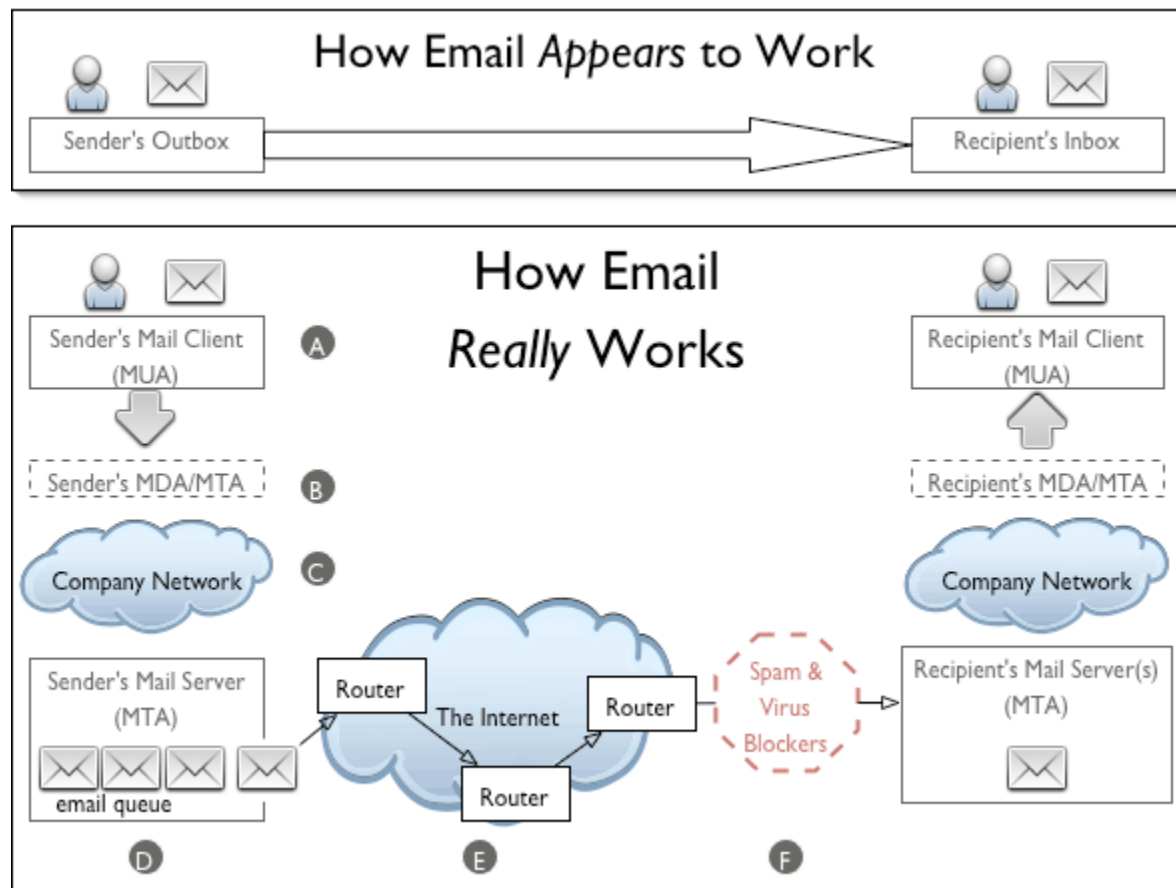 How Email Appears to Work
Sender's Outbox
Recipient's Inbox
How Email
Really Works
Sender's Mail Client
(MUA)
A
Recipient's Mail Client
(MUA)
Sender's MDA/MTA
B
Recipient's MDA/MTA
Company Network
C
Company Network
Sender's Mail Server
(MTA)
email queue
Router
The Internet
Router
Router
Spam &
Virus
Blockers
Recipient's Mail Server(s)
(MTA)
D
E
F